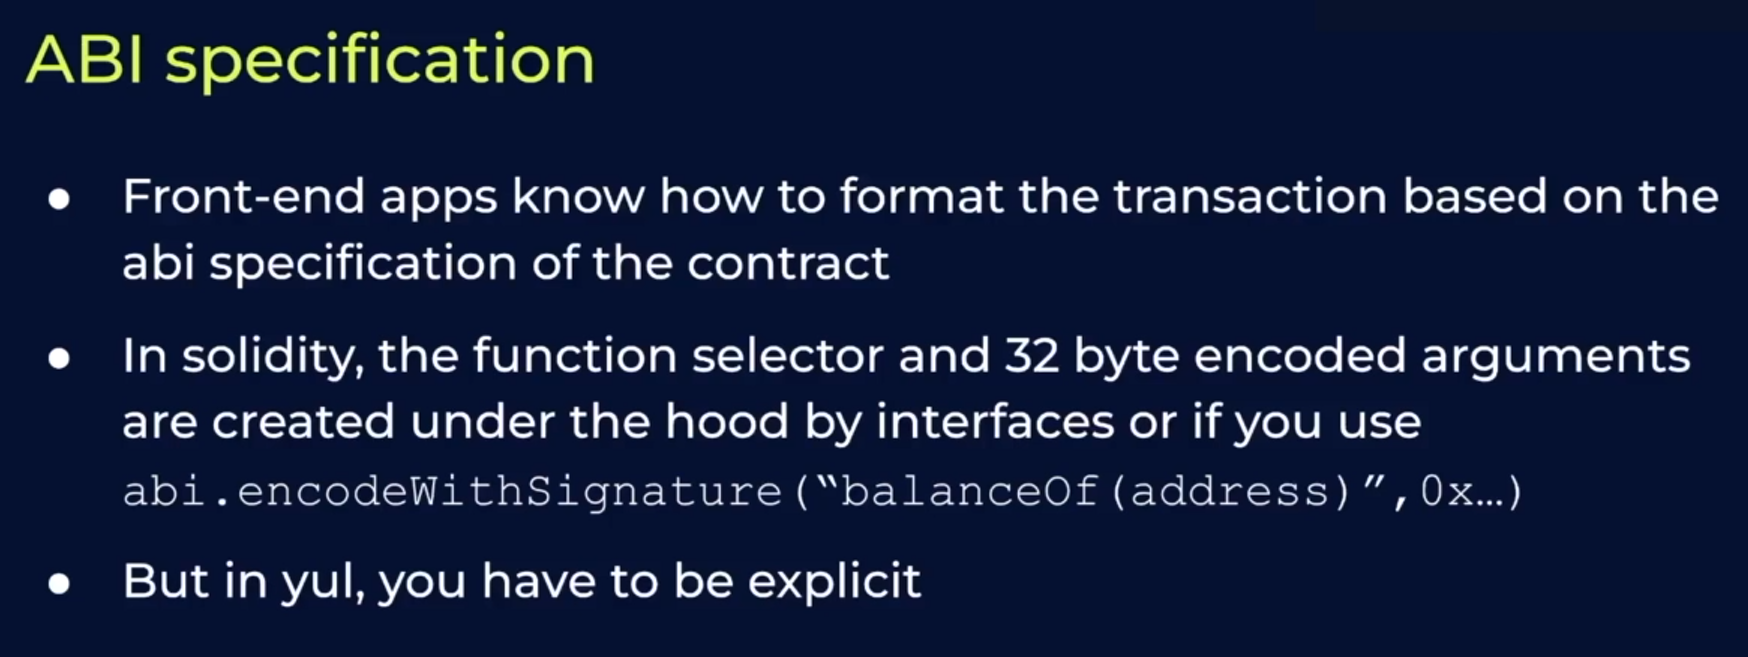 ABI specification
● Front-end apps know how to format the transaction based on the
abi specification of the contract
● In solidity, the function selector and 32 byte encoded arguments
are created under the hood by interfaces or if you use
abi.encodeWithSignature(“balanceOf(address)”,0x…)
● But in yul, you have to be explicit